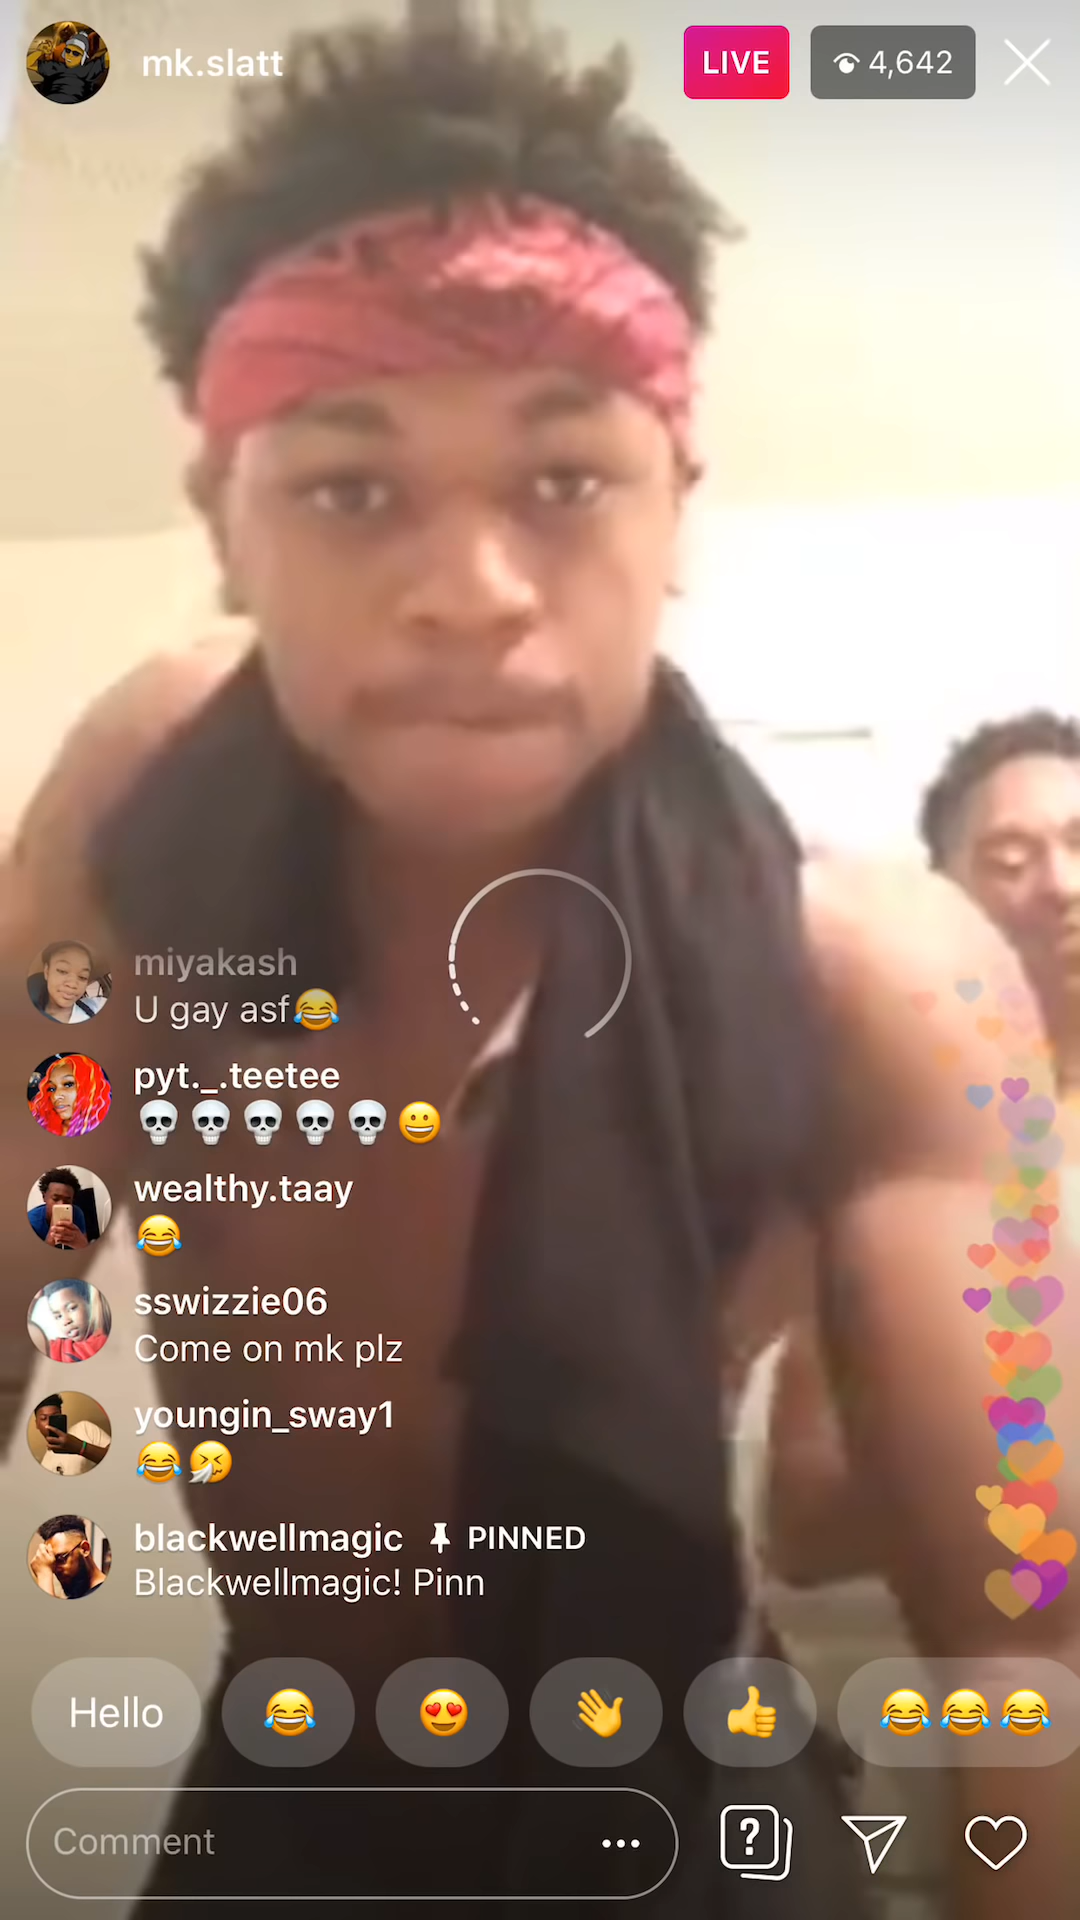 mk.slatt
LIVE
4,642
miyakash
U gay asf😂
pyt._.teetee
💀💀💀💀💀😀
wealthy.taay
😂
sswizzie06
Come on mk plz
youngin_sway1
😂🤧
blackwellmagic PINNED
Blackwellmagic! Pinn
Hello 😂 😍 👋 👍 😂😂😂
Comment ...
?